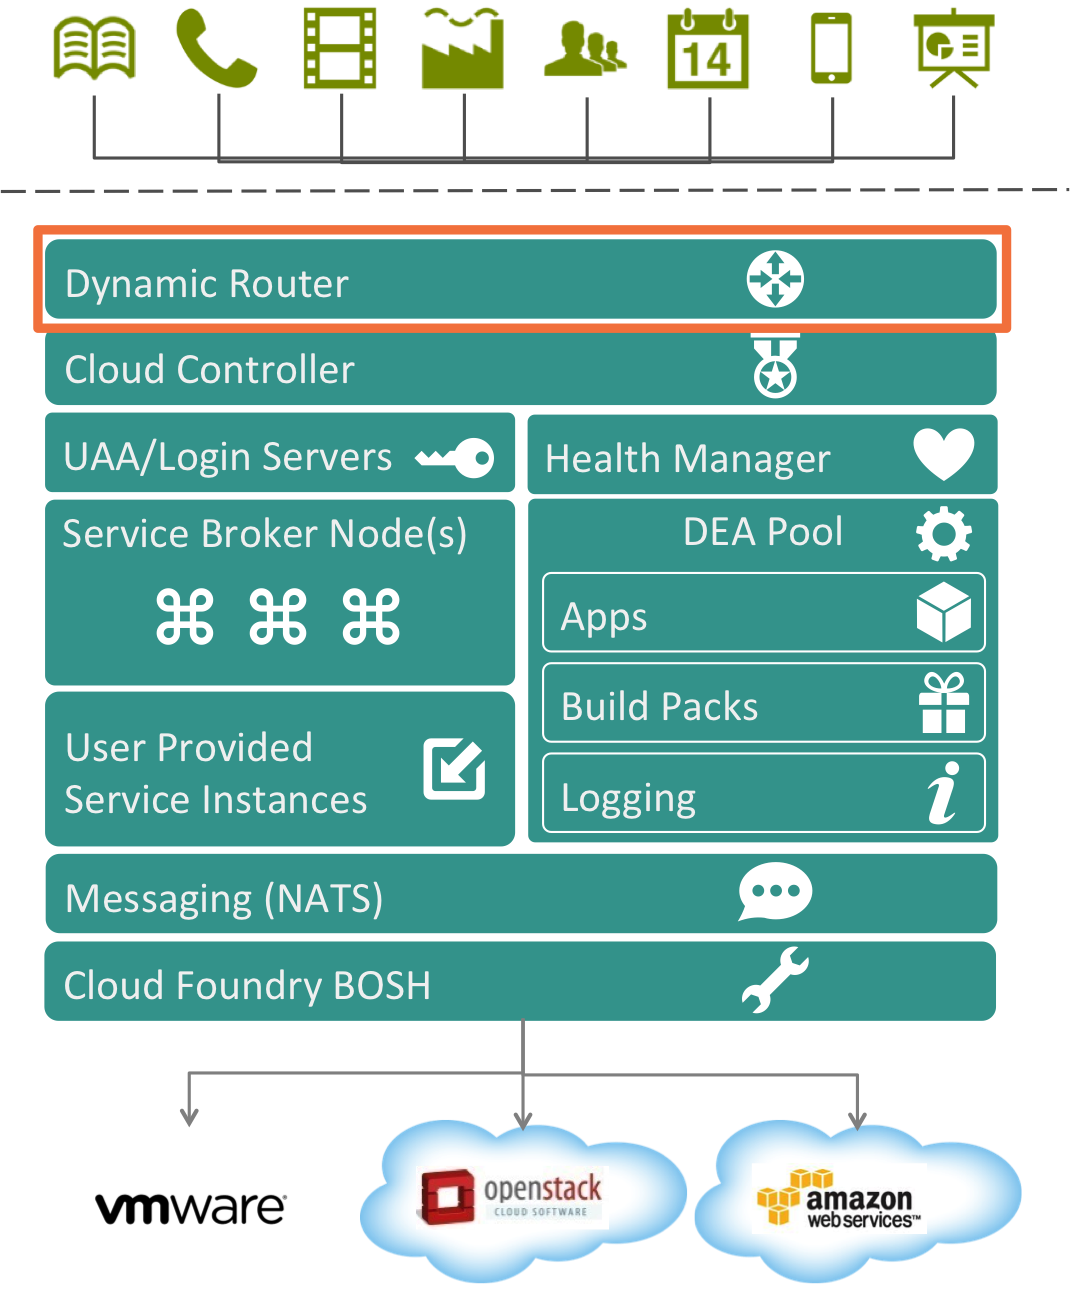 14
Dynamic Router
Cloud Controller
UAA/Login Servers
Health Manager
Service Broker Node(s)
DEA Pool
Apps
Build Packs
Logging
User Provided
Service Instances
Messaging (NATS)
Cloud Foundry BOSH
vmware
openstack
CLOUD SOFTWARE
amazon
webservices™